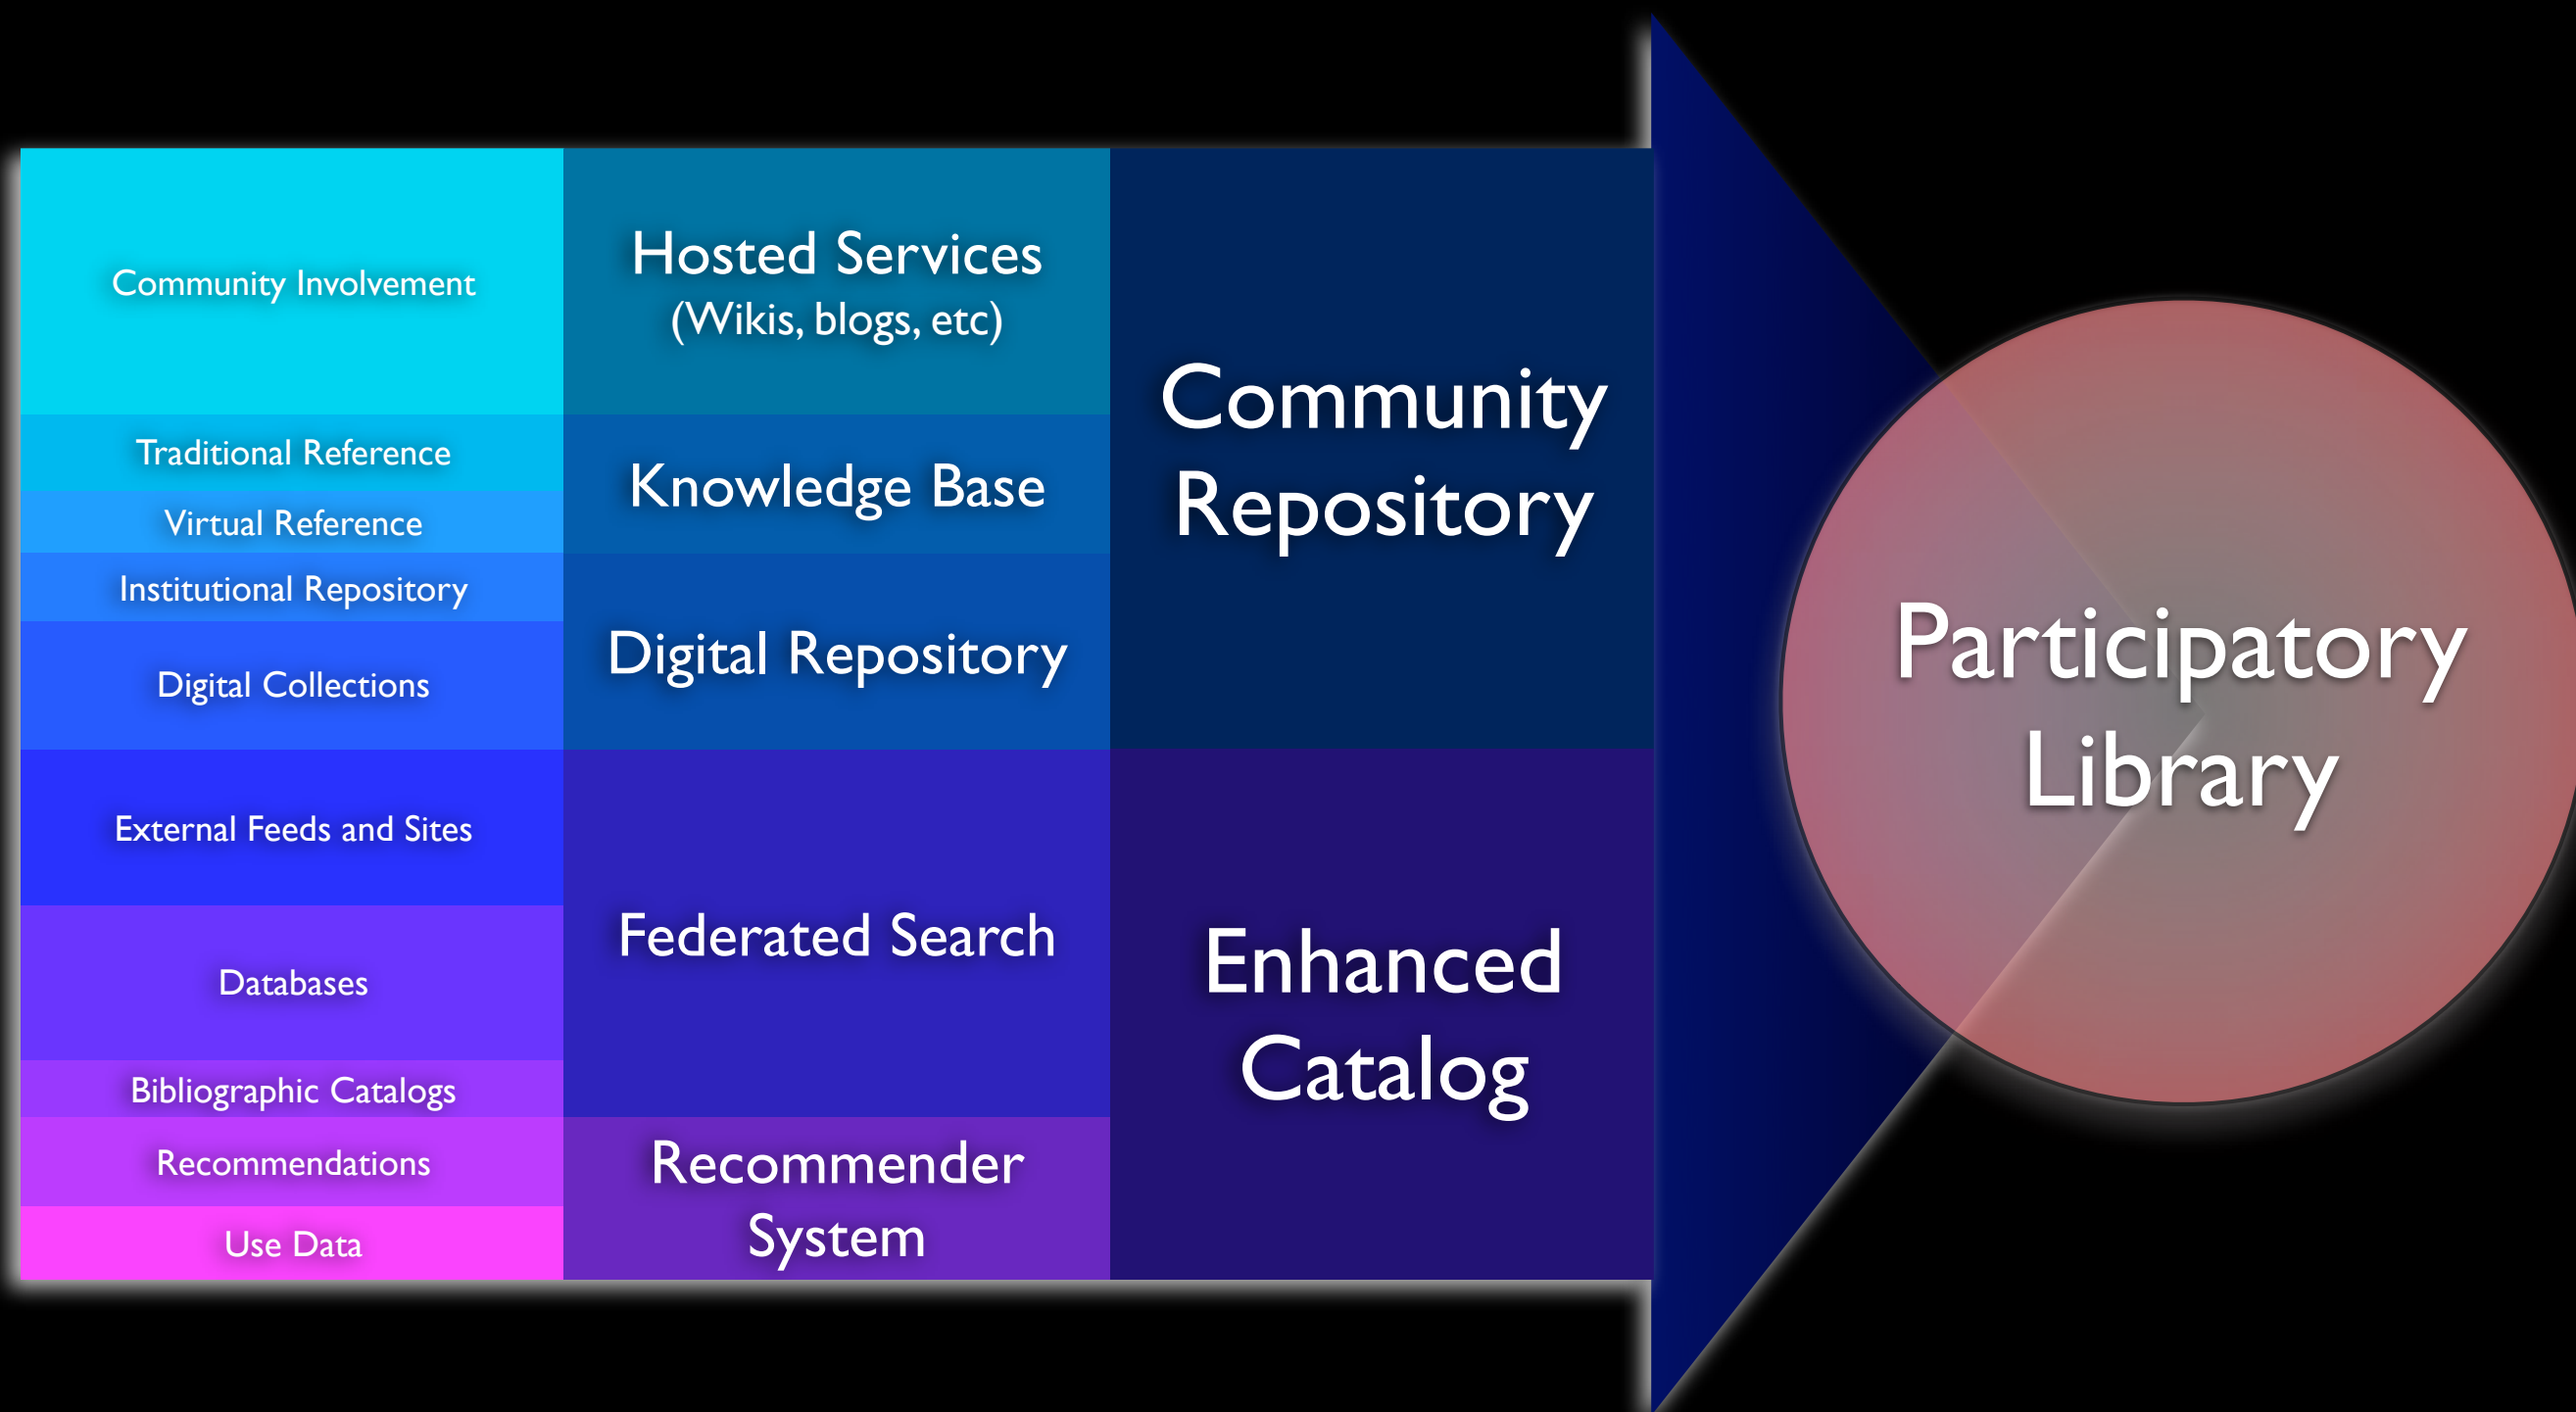 Community Involvement
Traditional Reference
Virtual Reference
Institutional Repository
Digital Collections
External Feeds and Sites
Databases
Bibliographic Catalogs
Recommendations
Use Data
Hosted Services
(Wikis, blogs, etc)
Knowledge Base
Digital Repository
Federated Search
Recommender
System
Community
Repository
Enhanced
Catalog
Participatory
Library